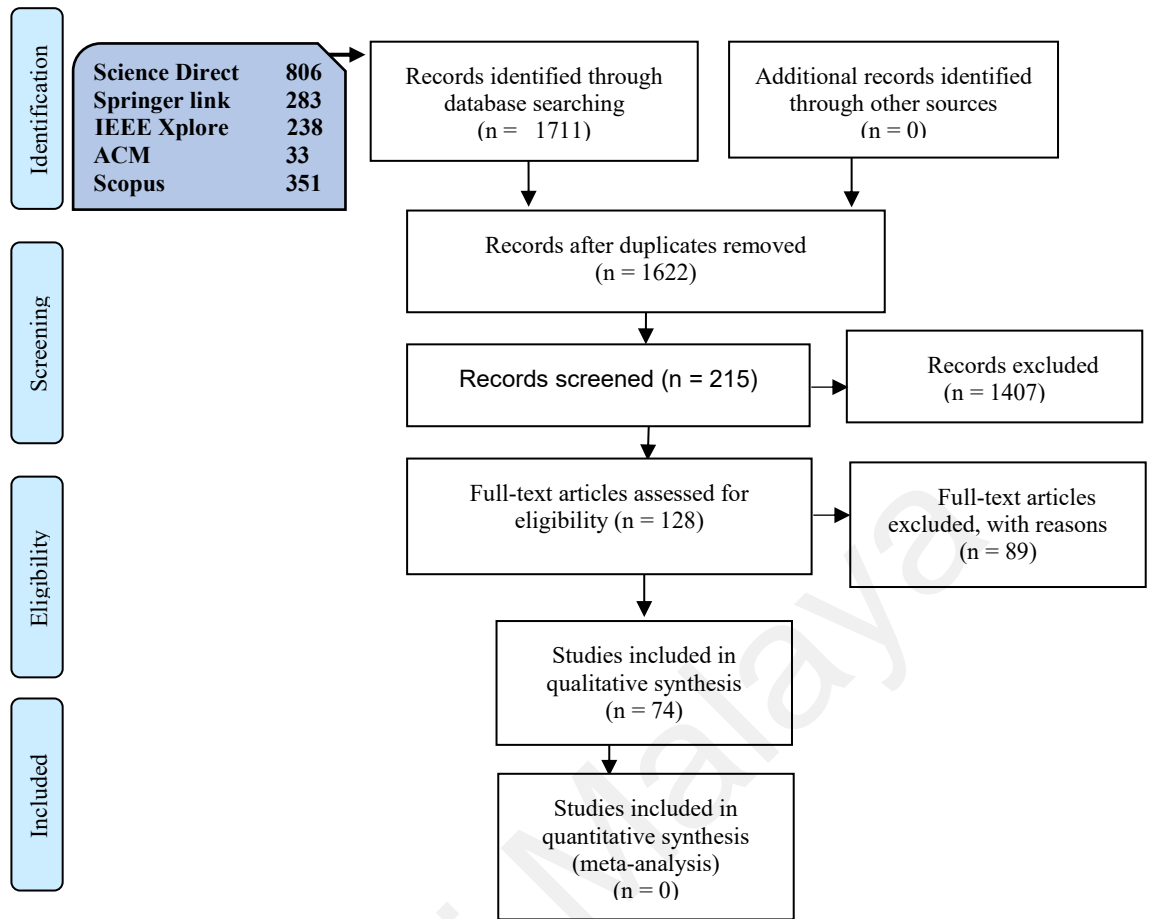 Identification
Science Direct 806
Springer link 283
IEEE Xplore 238
ACM 33
Scopus 351
Records identified through
database searching
(n = 1711)
Additional records identified
through other sources
(n = 0)
Records after duplicates removed
(n = 1622)
Screening
Records screened (n = 215)
Records excluded
(n = 1407)
Eligibility
Full-text articles assessed for
eligibility (n = 128)
Full-text articles
excluded, with reasons
(n = 89)
Studies included in
qualitative synthesis
(n = 74)
Included
Studies included in
quantitative synthesis
(meta-analysis)
(n = 0)
Malaya